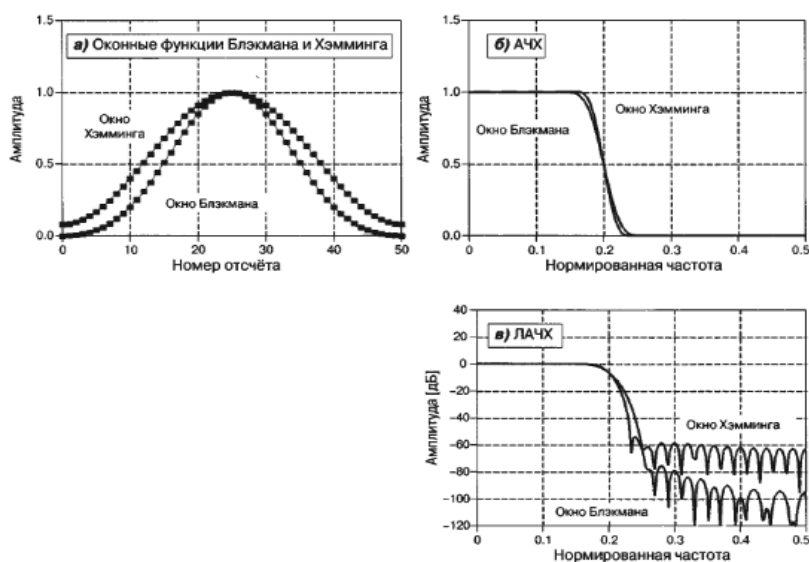 а) Оконные функции Блэкмана и Хэмминга
1.5
1.0
0.5
0.0
Амплитуда
Окно
Хэмминга
Окно Блэкмана
0 10 20 30 40 50
Номер отсчёта
б) АЧХ
1.5
1.0
0.5
0.0
Амплитуда
Окно Хэмминга
Окно Блэкмана
0 0.1 0.2 0.3 0.4 0.5
Нормированная частота
в) ЛАЧХ
40
20
0
−20
−40
−60
−80
−100
−120
Амплитуда [дБ]
Окно Хэмминга
Окно Блэкмана
0 0.1 0.2 0.3 0.4 0.5
Нормированная частота